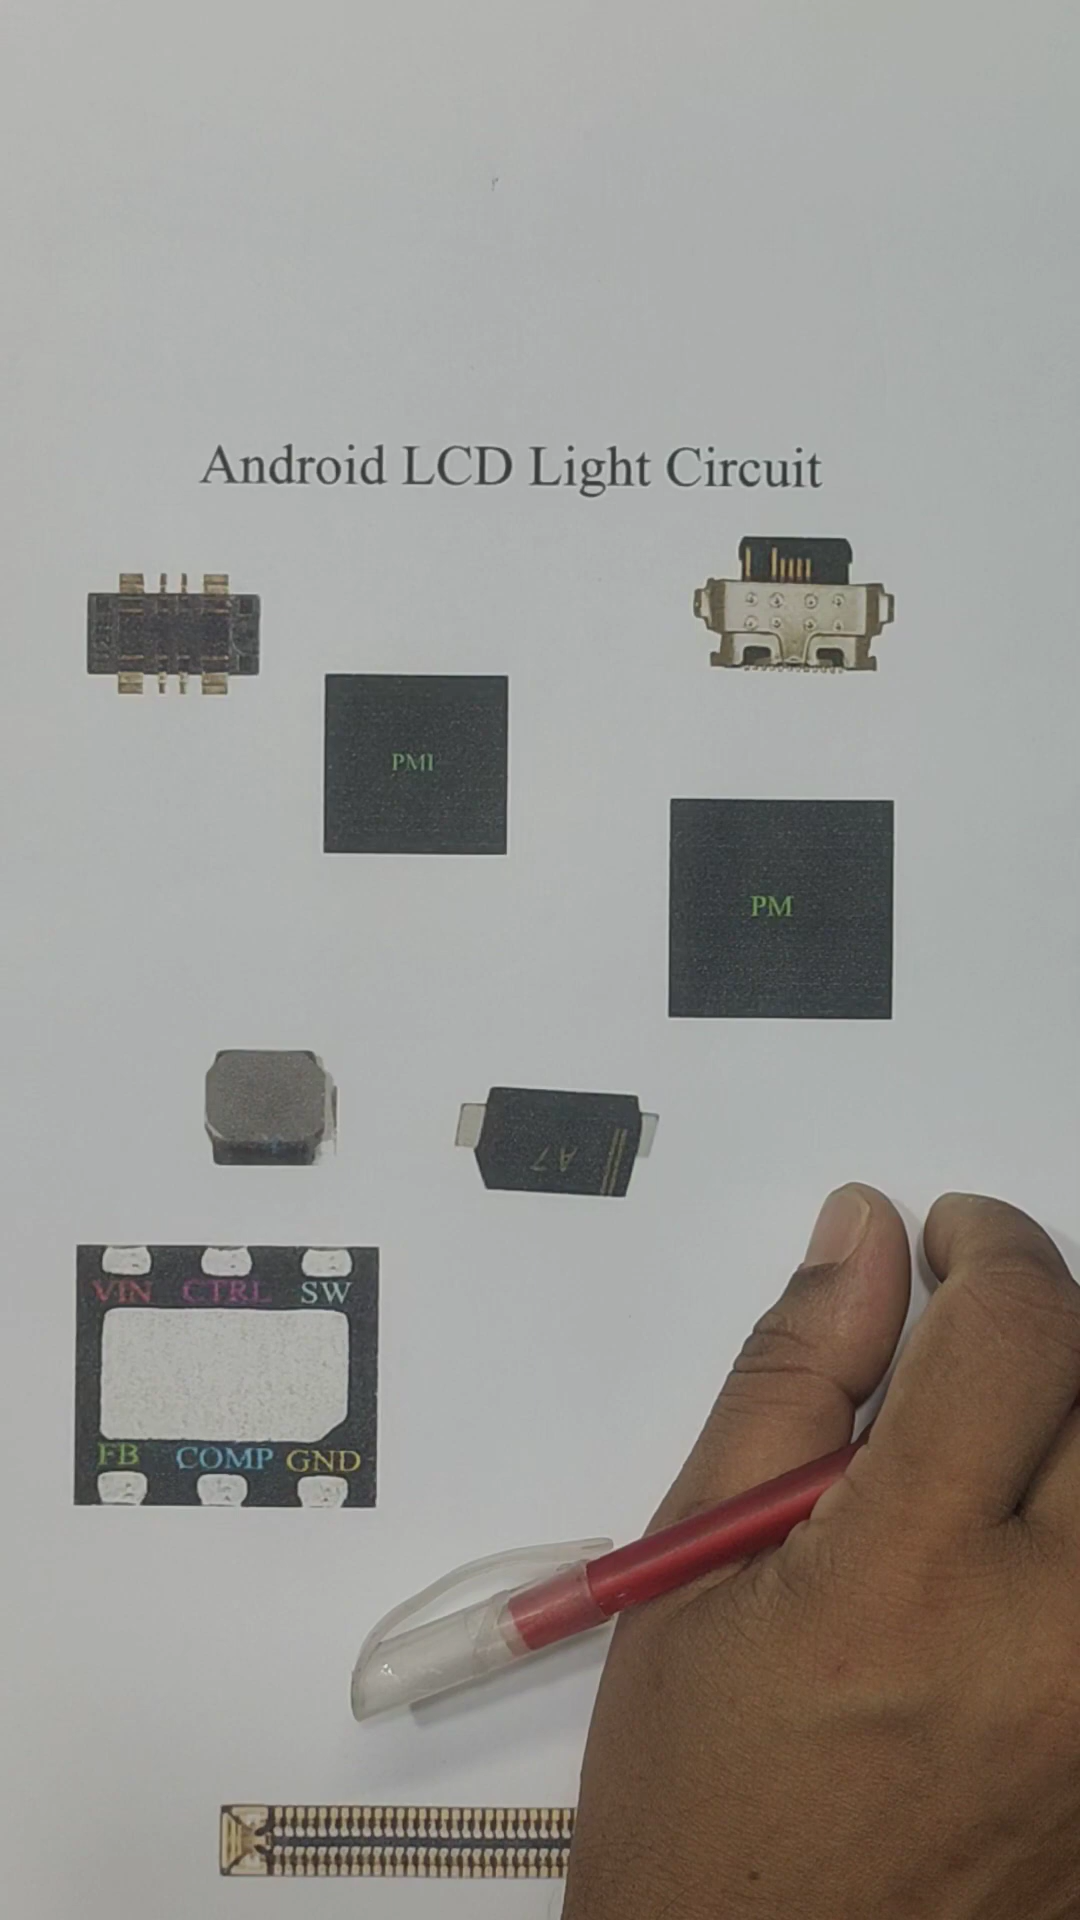 Android LCD Light Circuit
PMI
PM
A7
VIN CTRL SW
FB COMP GND